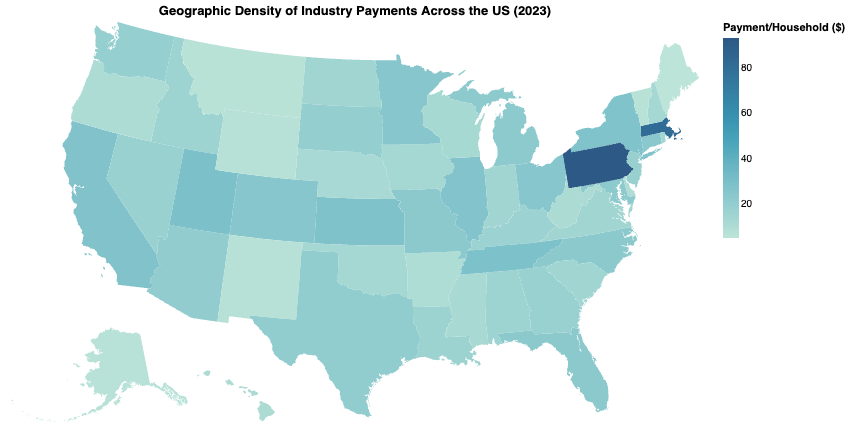 Geographic Density of Industry Payments Across the US (2023)
Payment/Household ($)
80
60
40
20